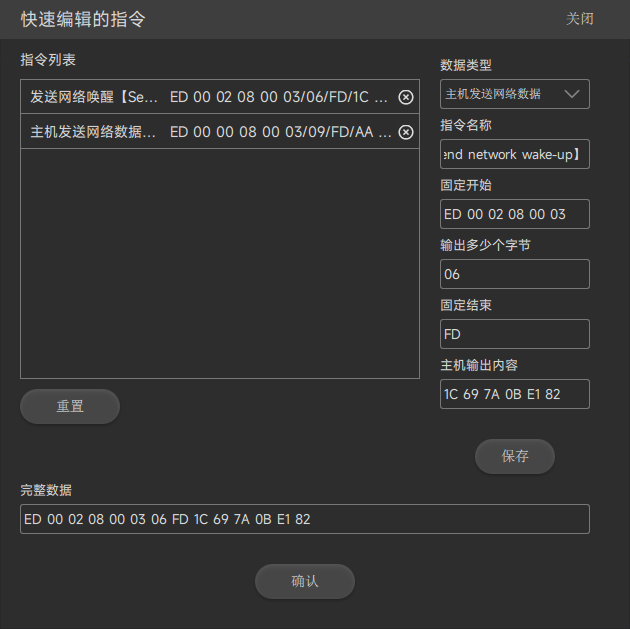 快速编辑的指令
关闭
指令列表
发送网络唤醒【Se... ED 00 02 08 00 03/06/FD/1C ...
主机发送网络数据... ED 00 00 08 00 03/09/FD/AA ...
重置
数据类型
主机发送网络数据
指令名称
end network wake-up】
固定开始
ED 00 02 08 00 03
输出多少个字节
06
固定结束
FD
主机输出内容
1C 69 7A 0B E1 82
保存
完整数据
ED 00 02 08 00 03 06 FD 1C 69 7A 0B E1 82
确认